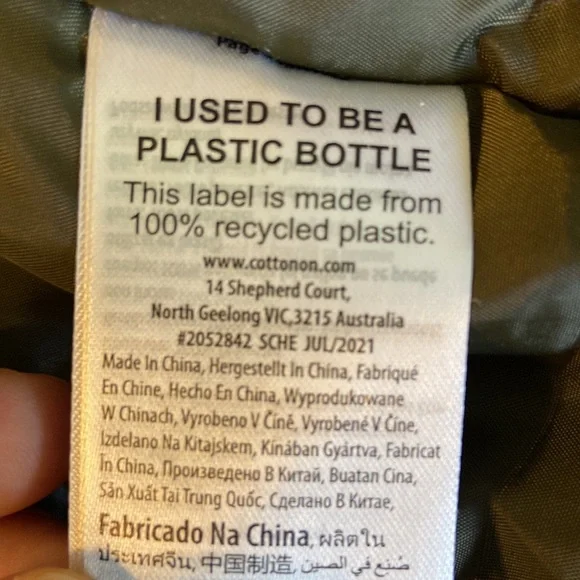 I USED TO BE A
PLASTIC BOTTLE
This label is made from
100% recycled plastic.
www.cottonon.com
14 Shepherd Court,
North Geelong VIC,3215 Australia
#2052842 SCHE JUL/2021
Made In China, Hergestellt In China, Fabriqué
En Chine, Hecho En China, Wyprodukowane
W Chinach, Vyrobeno V Číně, Vyrobené V Číne,
Izdelano Na Kitajskem, Kínában Gyártva, Fabricat
În China, Произведено В Китай, Buatan Cina,
Sản Xuất Tại Trung Quốc, Сделано В Китае,
Fabricado Na China, ผลิตใน
ประเทศจีน, 中国制造, صُنع في الصين